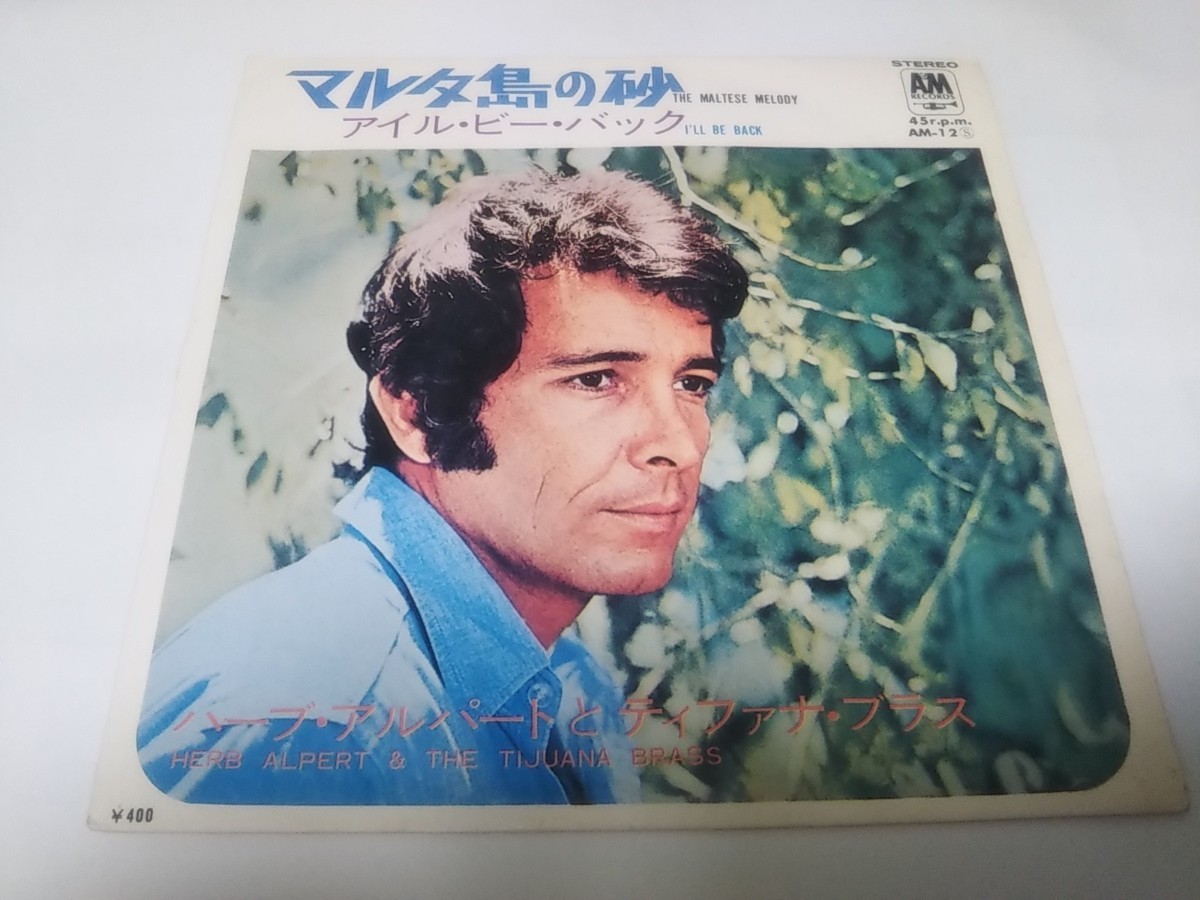 マルタ島の砂 THE MALTESE MELODY
アイル・ビー・バック I'LL BE BACK
STEREO
A&M
RECORDS
45r.p.m.
AM-12Ⓢ
ハーブ・アルパートと ティファナ・ブラス
HERB ALPERT & THE TIJUANA BRASS
¥400